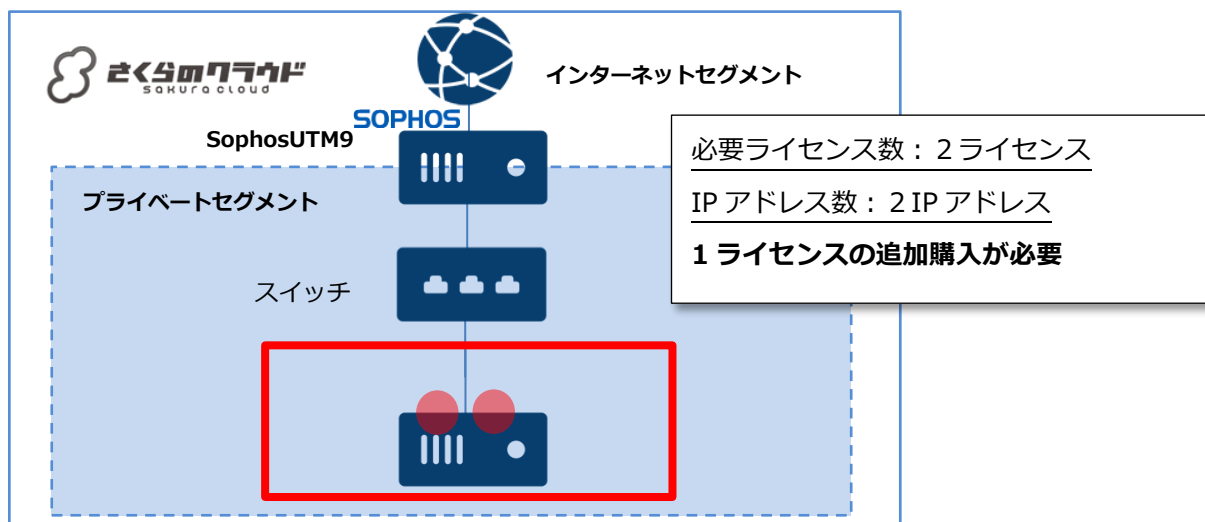 さくらのクラウド
sakura cloud
インターネットセグメント
SOPHOS
SophosUTM9
プライベートセグメント
スイッチ
必要ライセンス数：２ライセンス
IP アドレス数：２IP アドレス
1 ライセンスの追加購入が必要